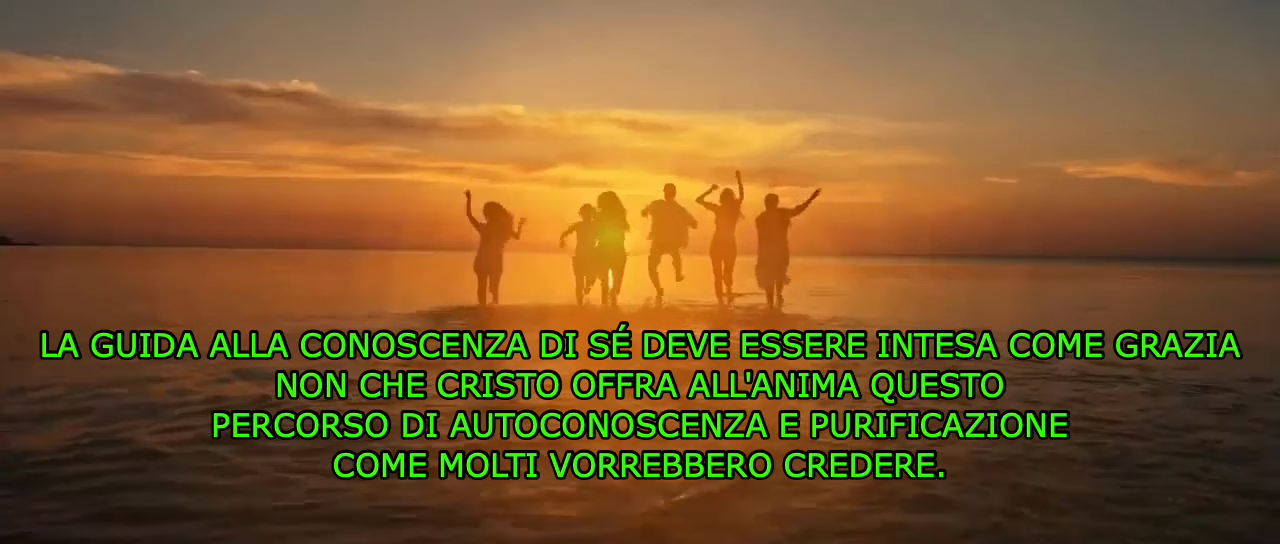 LA GUIDA ALLA CONOSCENZA DI SÉ DEVE ESSERE INTESA COME GRAZIA
NON CHE CRISTO OFFRA ALL'ANIMA QUESTO
PERCORSO DI AUTOCONOSCENZA E PURIFICAZIONE
COME MOLTI VORREBBERO CREDERE.